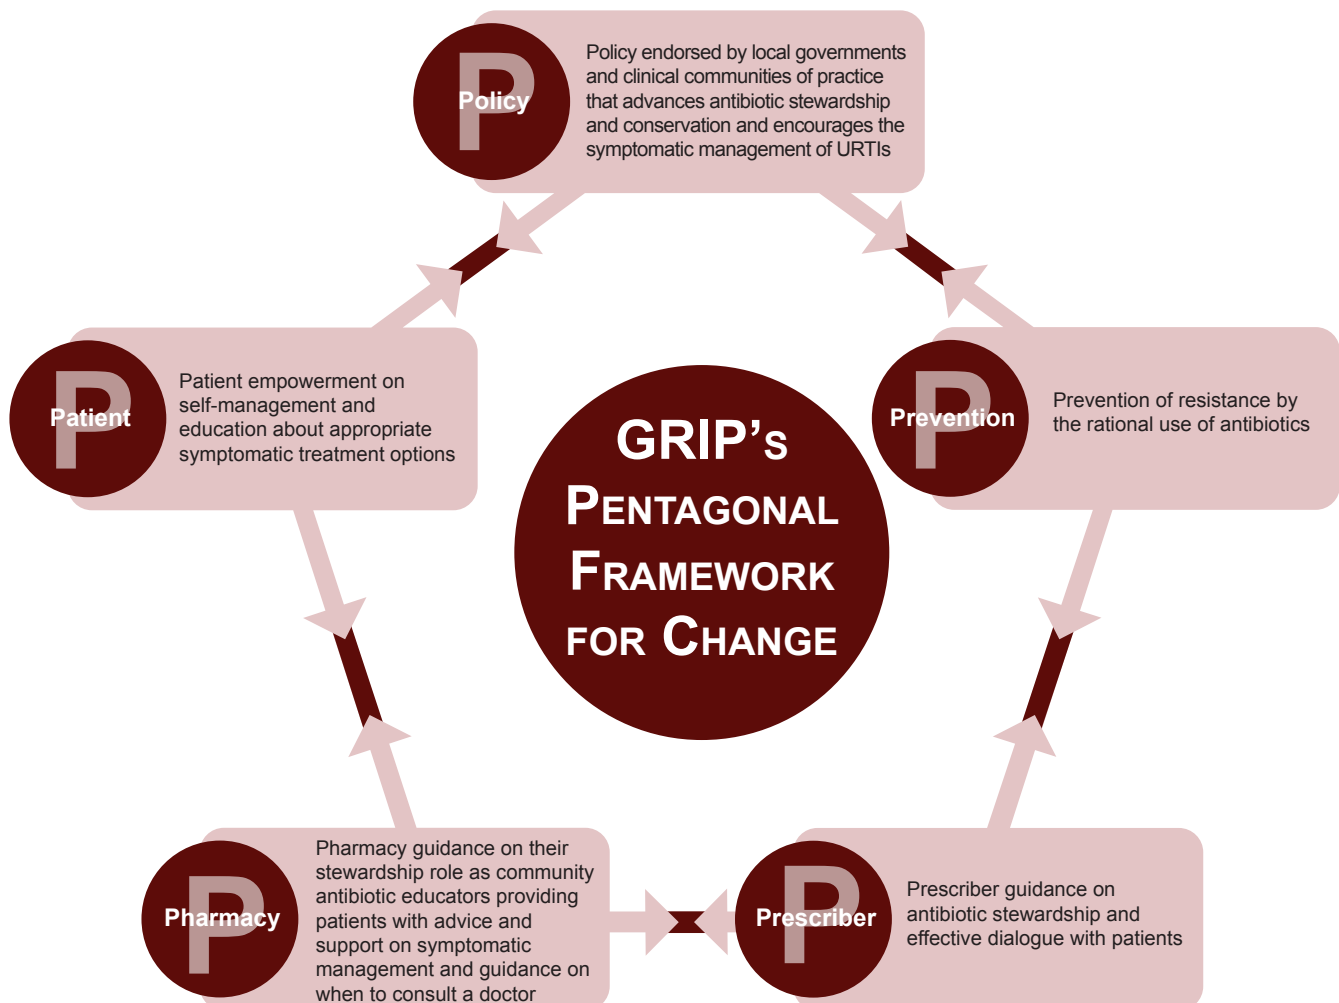 P
Policy
Policy endorsed by local governments
and clinical communities of practice
that advances antibiotic stewardship
and conservation and encourages the
symptomatic management of URTIs
P
Patient
Patient empowerment on
self-management and
education about appropriate
symptomatic treatment options
P
Prevention
Prevention of resistance by
the rational use of antibiotics
GRIP's
Pentagonal
Framework
for Change
P
Pharmacy
Pharmacy guidance on their
stewardship role as community
antibiotic educators providing
patients with advice and
support on symptomatic
management and guidance on
when to consult a doctor
P
Prescriber
Prescriber guidance on
antibiotic stewardship and
effective dialogue with patients